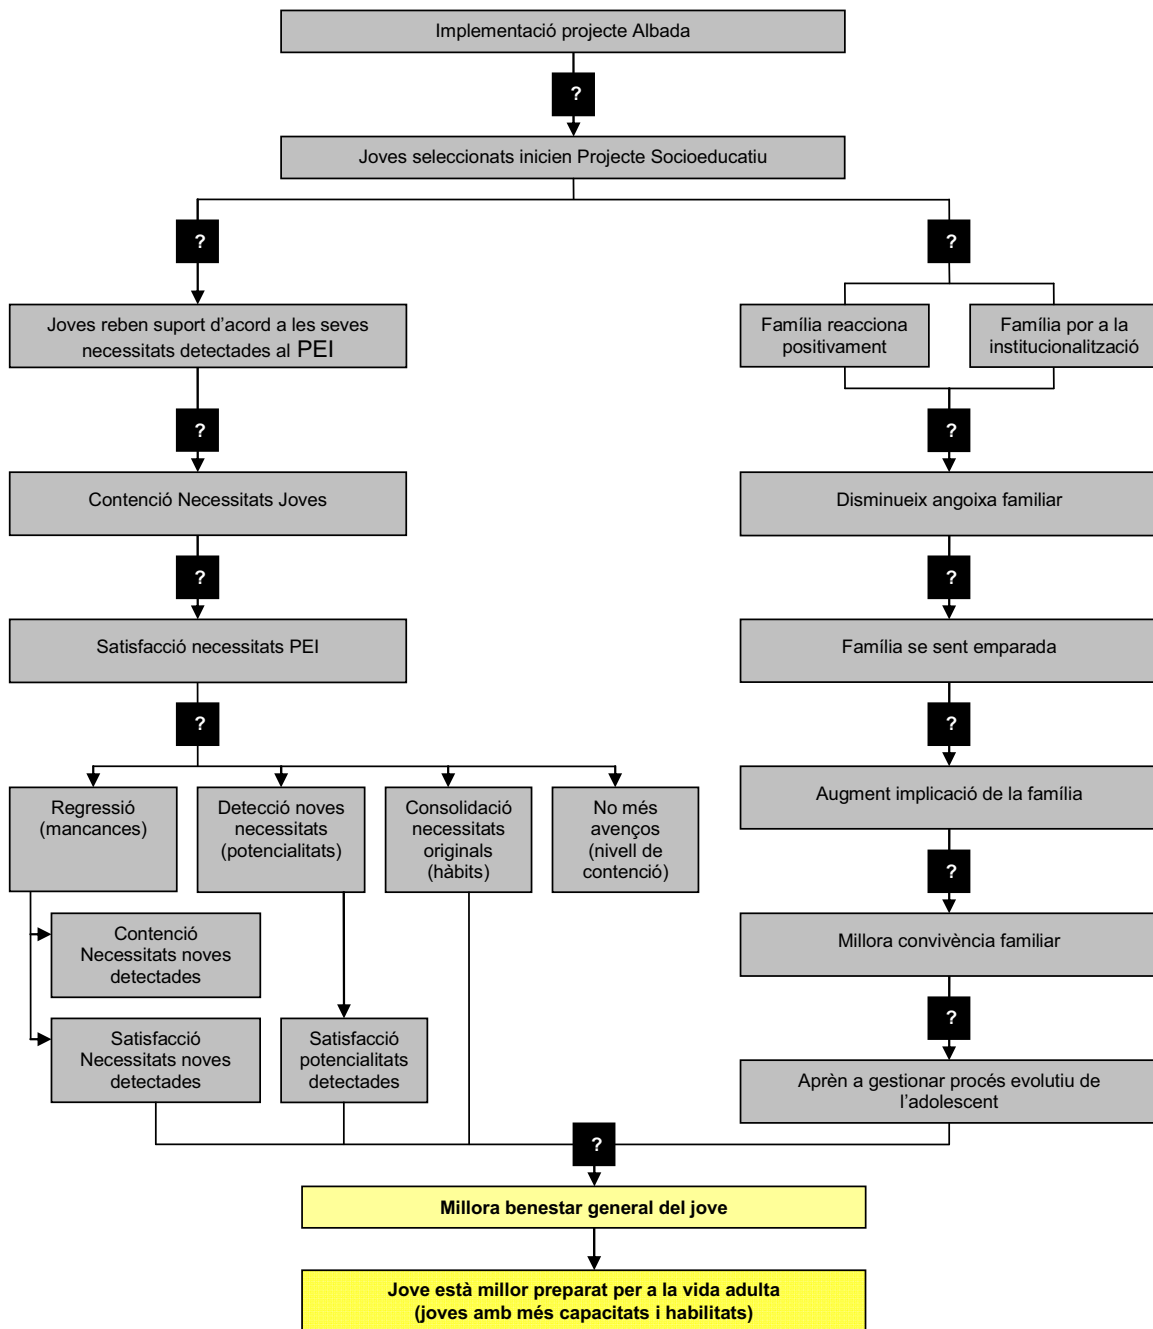 Implementació projecte Albada
?
Joves seleccionats inicien Projecte Socioeducatiu
?
?
Joves reben suport d'acord a les seves
necessitats detectades al PEI
Família reacciona
positivament
Família por a la
institucionalització
?
?
Contenció Necessitats Joves
Disminueix angoixa familiar
?
?
Satisfacció necessitats PEI
Família se sent emparada
?
?
Regressió
(mancances)
Detecció noves
necessitats
(potencialitats)
Consolidació
necessitats
originals
(hàbits)
No més
avenços
(nivell de
contenció)
Augment implicació de la família
?
Contenció
Necessitats noves
detectades
Millora convivència familiar
?
Satisfacció
Necessitats noves
detectades
Satisfacció
potencialitats
detectades
Aprèn a gestionar procés evolutiu de
l'adolescent
?
Millora benestar general del jove
Jove està millor preparat per a la vida adulta
(joves amb més capacitats i habilitats)